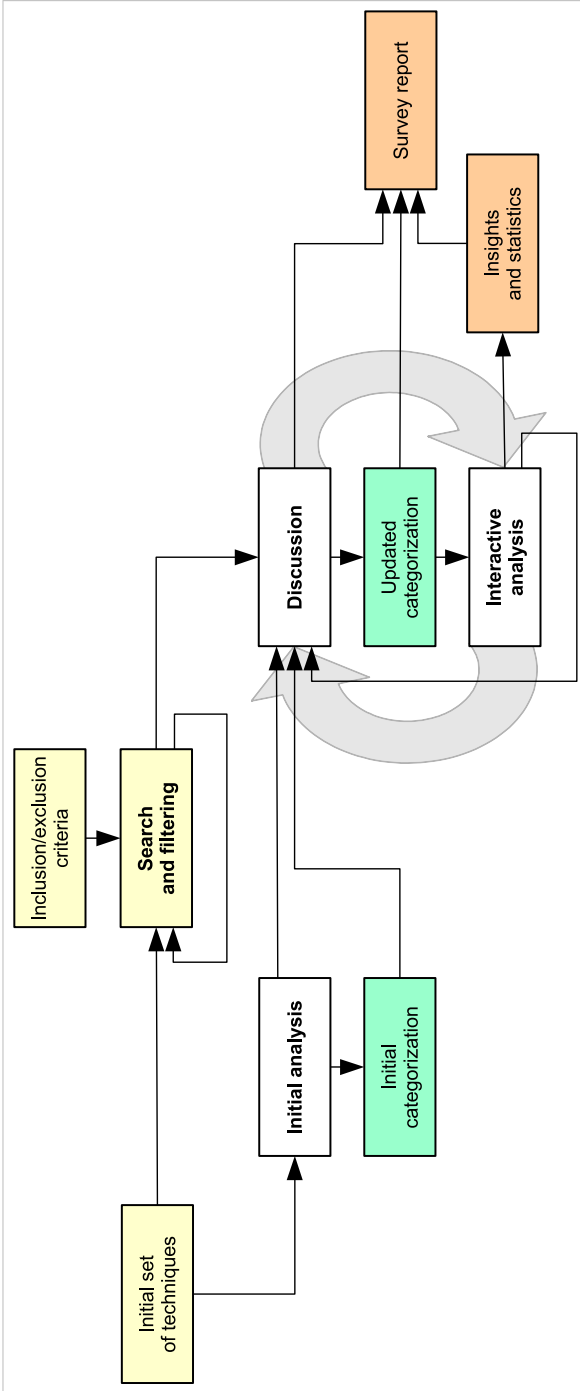 Inclusion/exclusion
criteria
Initial set
of techniques
Search
and filtering
Initial analysis
Discussion
Survey report
Initial
categorization
Updated
categorization
Interactive
analysis
Insights
and statistics